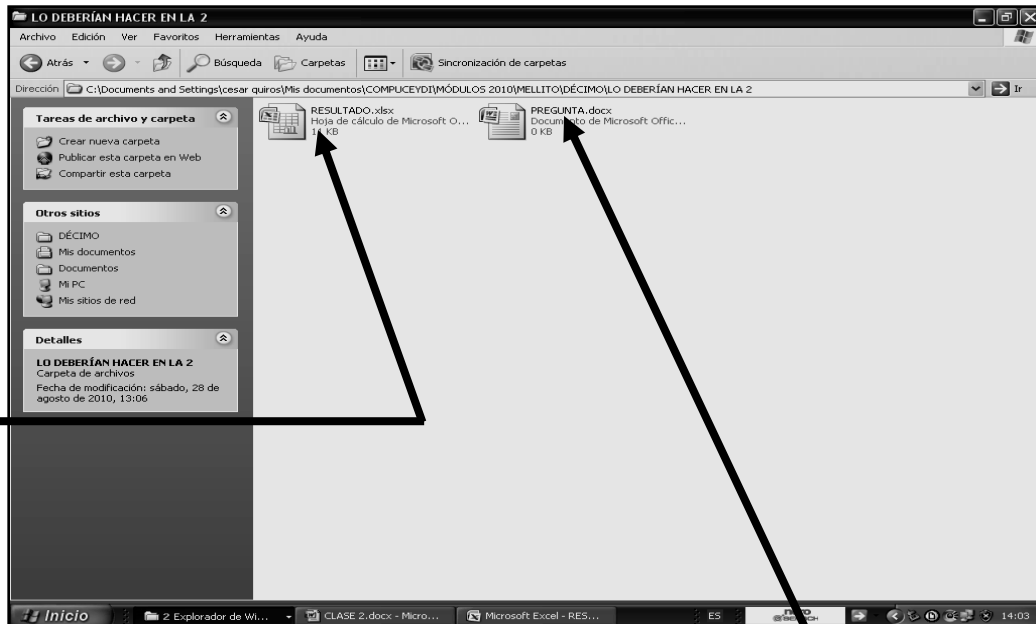 LO DEBERÍAN HACER EN LA 2
Archivo Edición Ver Favoritos Herramientas Ayuda
Atrás Búsqueda Carpetas Sincronización de carpetas
Dirección C:\Documents and Settings\cesar quiros\Mis documentos\COMPUCEYDI\MÓDULOS 2010\MELLITO\DÉCIMO\LO DEBERÍAN HACER EN LA 2 Ir
Tareas de archivo y carpeta
Crear nueva carpeta
Publicar esta carpeta en Web
Compartir esta carpeta
Otros sitios
DÉCIMO
Mis documentos
Documentos
Mi PC
Mis sitios de red
Detalles
LO DEBERÍAN HACER EN LA 2
Carpeta de archivos
Fecha de modificación: sábado, 28 de
agosto de 2010, 13:06
RESULTADO.xlsx
Hoja de cálculo de Microsoft O...
KB
PREGUNTA.docx
Documento de Microsoft Offic...
0 KB
Inicio 2 Explorador de Wi... CLASE 2.docx - Micro... Microsoft Excel - RES... ES 14:03